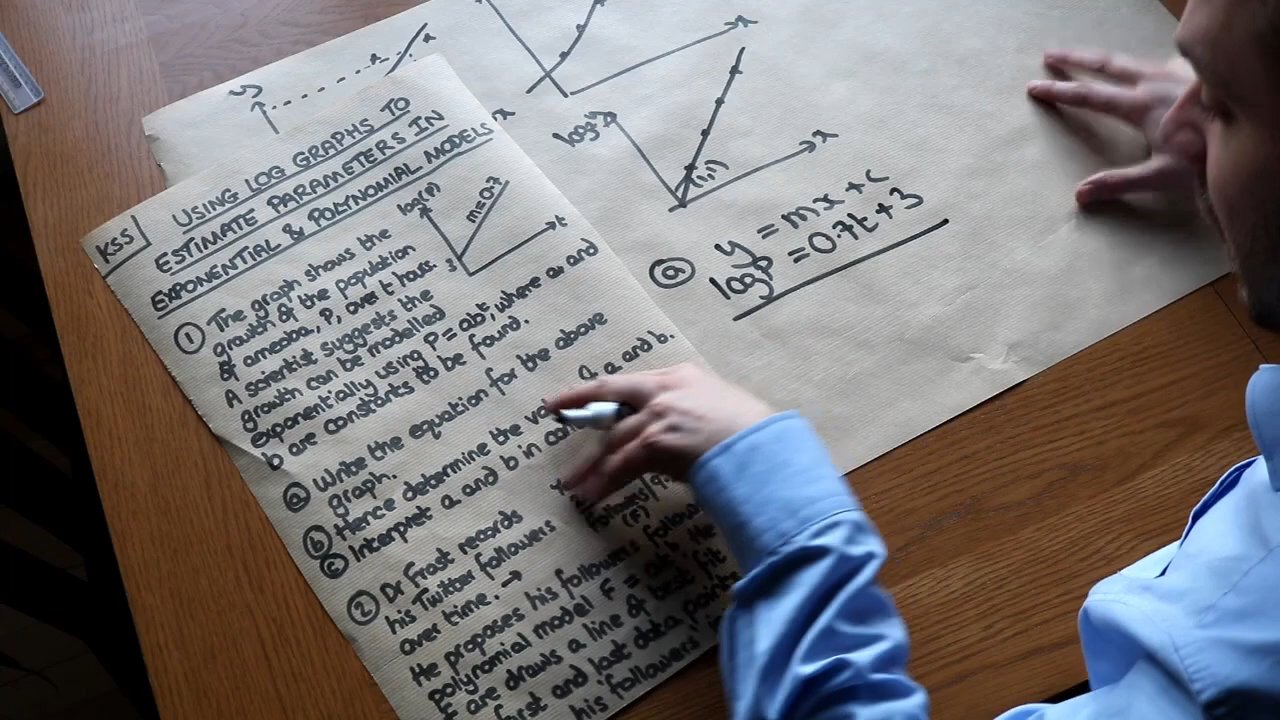 KS5
USING LOG GRAPHS TO
ESTIMATE PARAMETERS IN
EXPONENTIAL & POLYNOMIAL MODELS
① The graph shows the
growth of the population
of amoeba, P, over t hours.
A scientist suggests the
growth can be modelled
exponentially using P = abᵗ, where a and
b are constants to be found.
log(P)
m=0.7
3
t
ⓐ Write the equation for the above
graph.
ⓑ Hence determine the of a and b.
ⓒ Interpret a and b in
② Dr Frost records
his Twitter followers
over time. →
Followers
(F)
He proposes his followers follow
polynomial model F = He
draws a line of best fit
first and last data points
his followers
y
x
x
x
x
log y
(1,1)
x
ⓐ y = mx + c
log P = 0.7t + 3